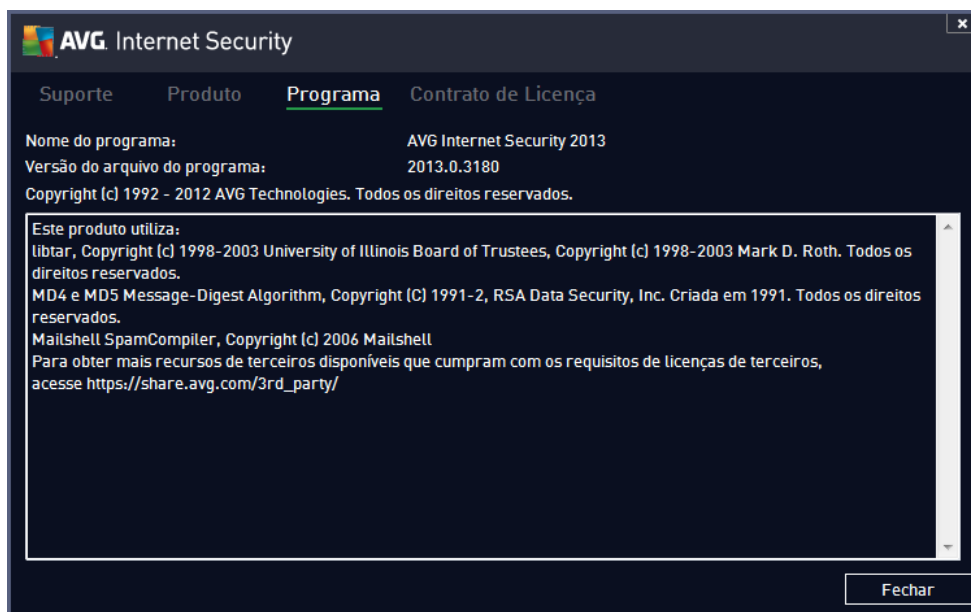 AVG. Internet Security
x
Suporte Produto Programa Contrato de Licença
Nome do programa: AVG Internet Security 2013
Versão do arquivo do programa: 2013.0.3180
Copyright (c) 1992 - 2012 AVG Technologies. Todos os direitos reservados.
Este produto utiliza:
libtar, Copyright (c) 1998-2003 University of Illinois Board of Trustees, Copyright (c) 1998-2003 Mark D. Roth. Todos os
direitos reservados.
MD4 e MD5 Message-Digest Algorithm, Copyright (C) 1991-2, RSA Data Security, Inc. Criada em 1991. Todos os direitos
reservados.
Mailshell SpamCompiler, Copyright (c) 2006 Mailshell
Para obter mais recursos de terceiros disponíveis que cumpram com os requisitos de licenças de terceiros,
acesse https://share.avg.com/3rd_party/
Fechar